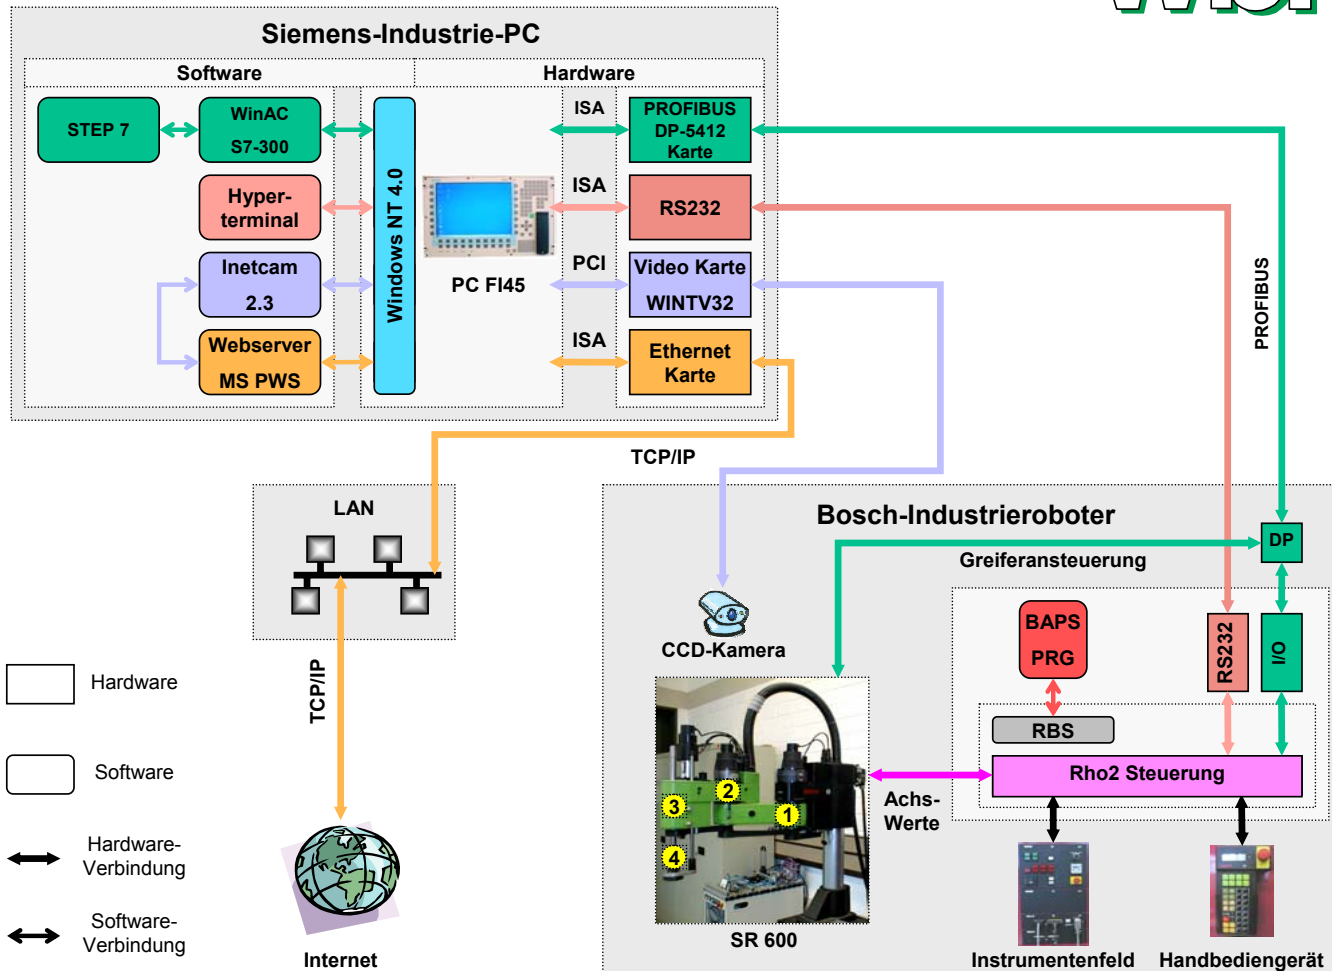 Siemens-Industrie-PC
Software
Hardware
STEP 7
WinAC
S7-300
Hyper-
terminal
Inetcam
2.3
Webserver
MS PWS
Windows NT 4.0
PC FI45
ISA
ISA
PCI
ISA
PROFIBUS
DP-5412
Karte
RS232
Video Karte
WINTV32
Ethernet
Karte
PROFIBUS
TCP/IP
LAN
TCP/IP
Internet
Hardware
Software
Hardware-
Verbindung
Software-
Verbindung
Bosch-Industrieroboter
DP
Greiferansteuerung
CCD-Kamera
BAPS
PRG
RS232
I/O
RBS
Rho2 Steuerung
Achs-
Werte
1
2
3
4
SR 600
Instrumentenfeld
Handbediengerät